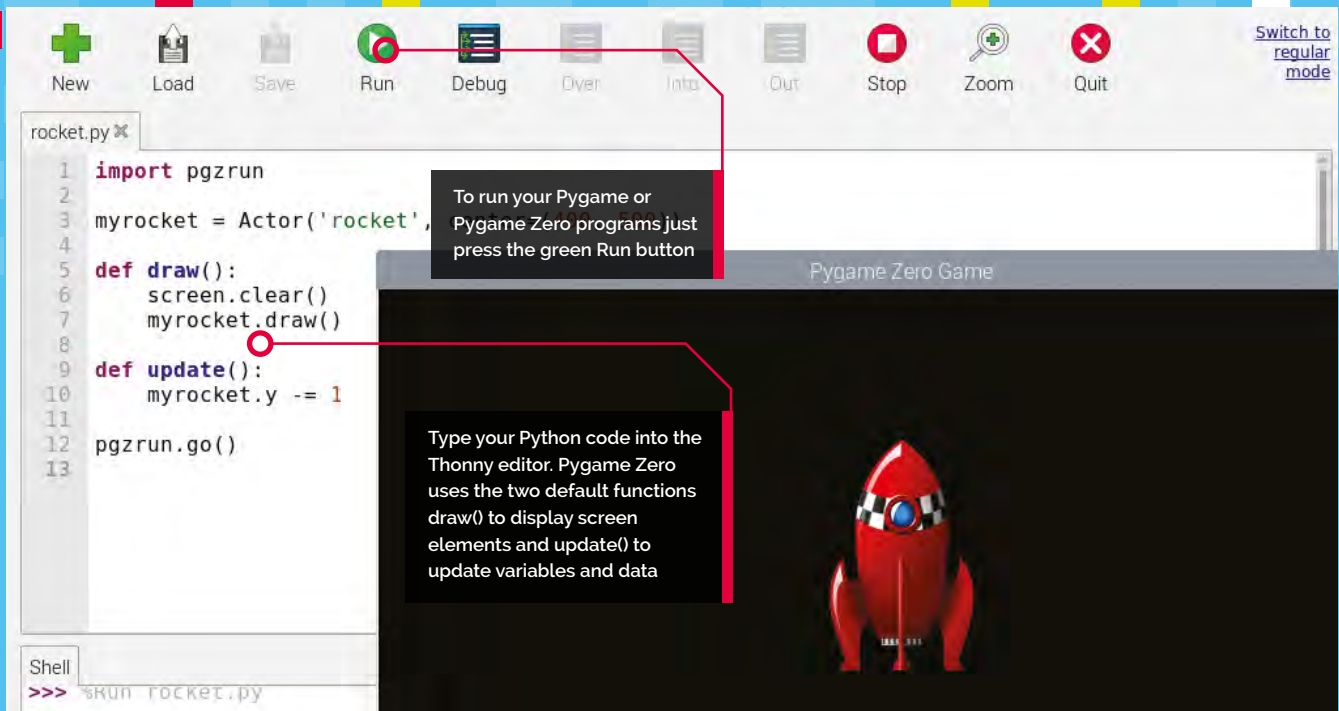 New Load Save Run Debug Over Into Out Stop Zoom Quit
Switch to
regular
mode
rocket.py
1 import pgzrun
2
3 myrocket = Actor('rocket',
4
5 def draw():
6 screen.clear()
7 myrocket.draw()
8
9 def update():
10 myrocket.y -= 1
11
12 pgzrun.go()
13
To run your Pygame or
Pygame Zero programs just
press the green Run button
Pygame Zero Game
Type your Python code into the
Thonny editor. Pygame Zero
uses the two default functions
draw() to display screen
elements and update() to
update variables and data
Shell
>>> %Run rocket.py